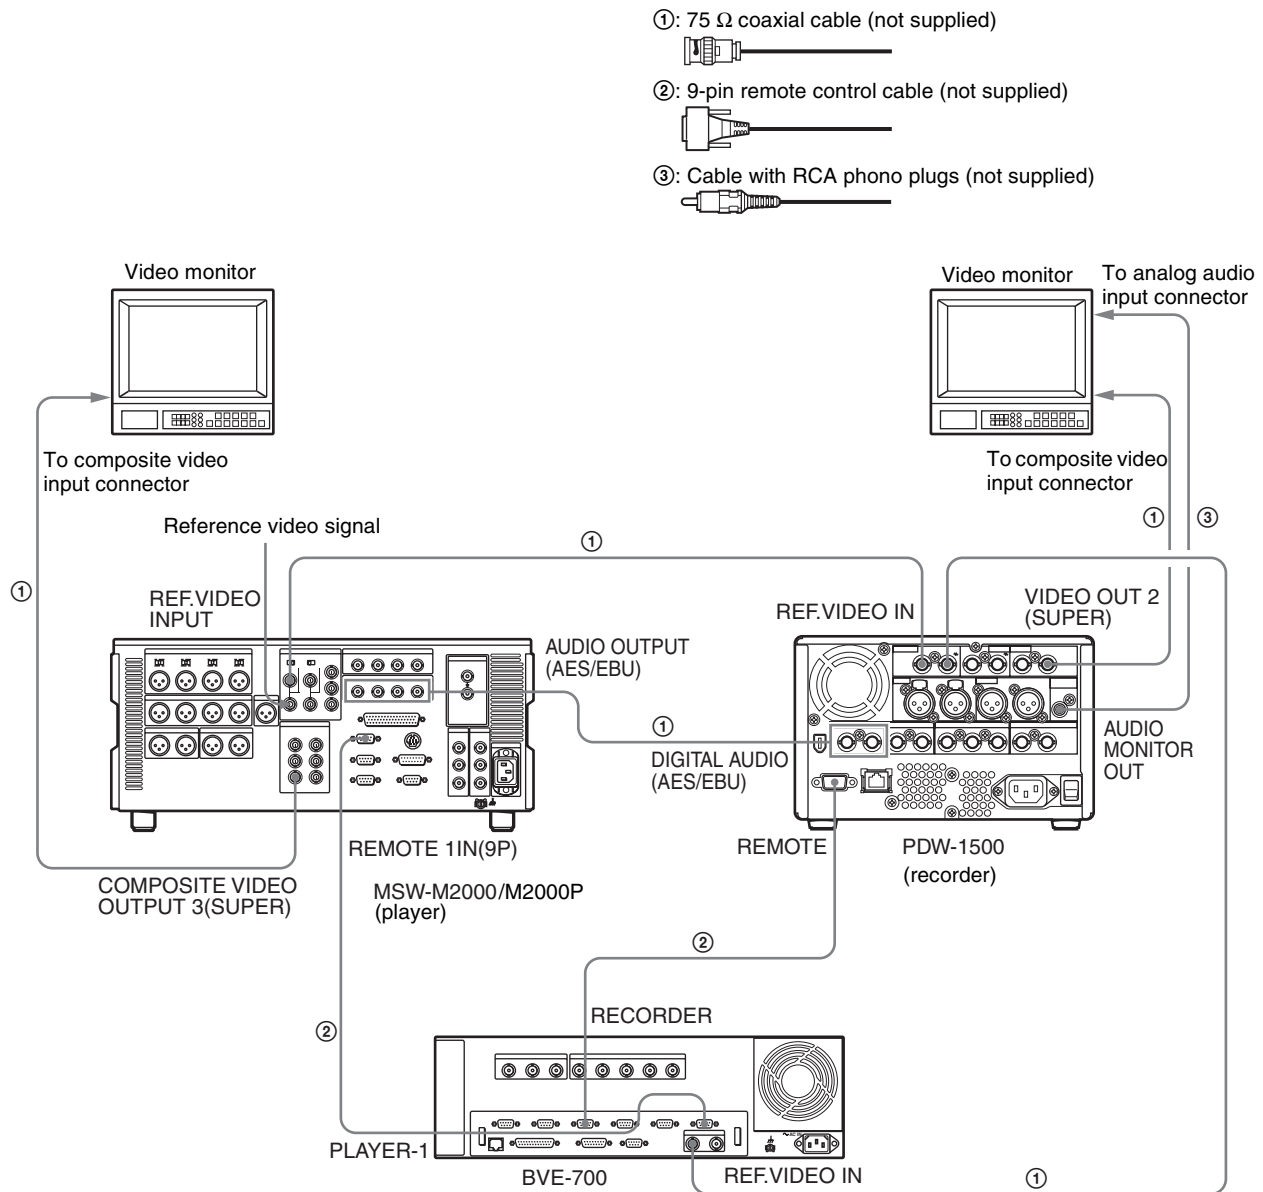 ①: 75 Ω coaxial cable (not supplied)
②: 9-pin remote control cable (not supplied)
③: Cable with RCA phono plugs (not supplied)
Video monitor
Video monitor
To analog audio
input connector
To composite video
input connector
To composite video
input connector
Reference video signal
①
③
①
①
REF.VIDEO
INPUT
REF.VIDEO IN
VIDEO OUT 2
(SUPER)
AUDIO OUTPUT
(AES/EBU)
①
DIGITAL AUDIO
(AES/EBU)
AUDIO
MONITOR
OUT
REMOTE 1IN(9P)
REMOTE
PDW-1500
(recorder)
COMPOSITE VIDEO
OUTPUT 3(SUPER)
MSW-M2000/M2000P
(player)
②
②
RECORDER
PLAYER-1
BVE-700
REF.VIDEO IN
①